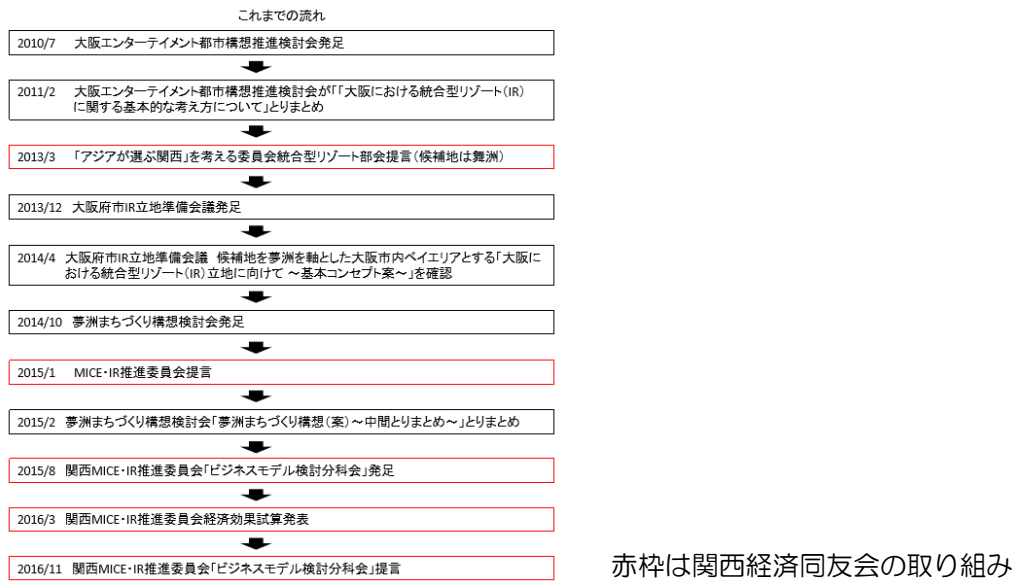 これまでの流れ
2010/7 大阪エンターテイメント都市構想推進検討会発足
2011/2 大阪エンターテイメント都市構想推進検討会が「「大阪における統合型リゾート(IR)
に関する基本的な考え方について」とりまとめ
2013/3 「アジアが選ぶ関西」を考える委員会統合型リゾート部会提言(候補地は舞洲)
2013/12 大阪府市IR立地準備会議発足
2014/4 大阪府市IR立地準備会議 候補地を夢洲を軸とした大阪市内ベイエリアとする「大阪に
おける統合型リゾート(IR)立地に向けて ～基本コンセプト案～」を確認
2014/10 夢洲まちづくり構想検討会発足
2015/1 MICE・IR推進委員会提言
2015/2 夢洲まちづくり構想検討会「夢洲まちづくり構想(案)～中間とりまとめ～」とりまとめ
2015/8 関西MICE・IR推進委員会「ビジネスモデル検討分科会」発足
2016/3 関西MICE・IR推進委員会経済効果試算発表
2016/11 関西MICE・IR推進委員会「ビジネスモデル検討分科会」提言
赤枠は関西経済同友会の取り組み